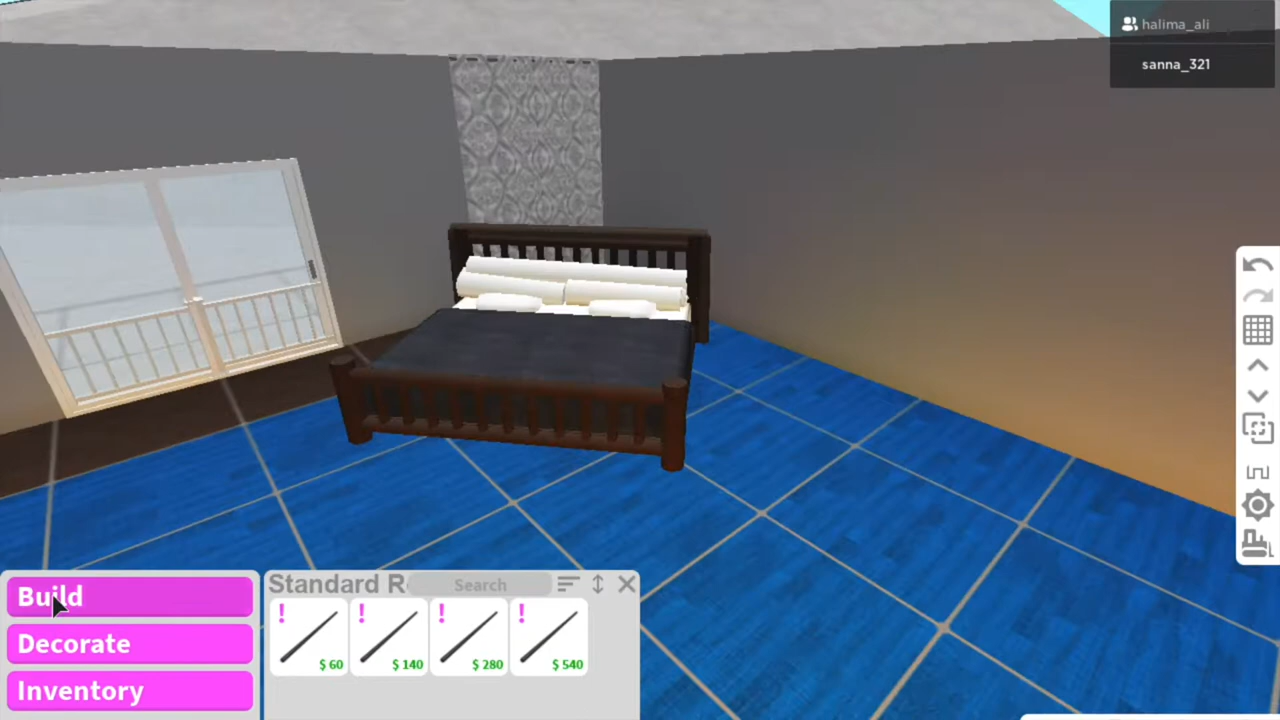 halima_ali
sanna_321
Build
Decorate
Inventory
Standard R
Search
! ! ! !
$ 60 $ 140 $ 280 $ 540